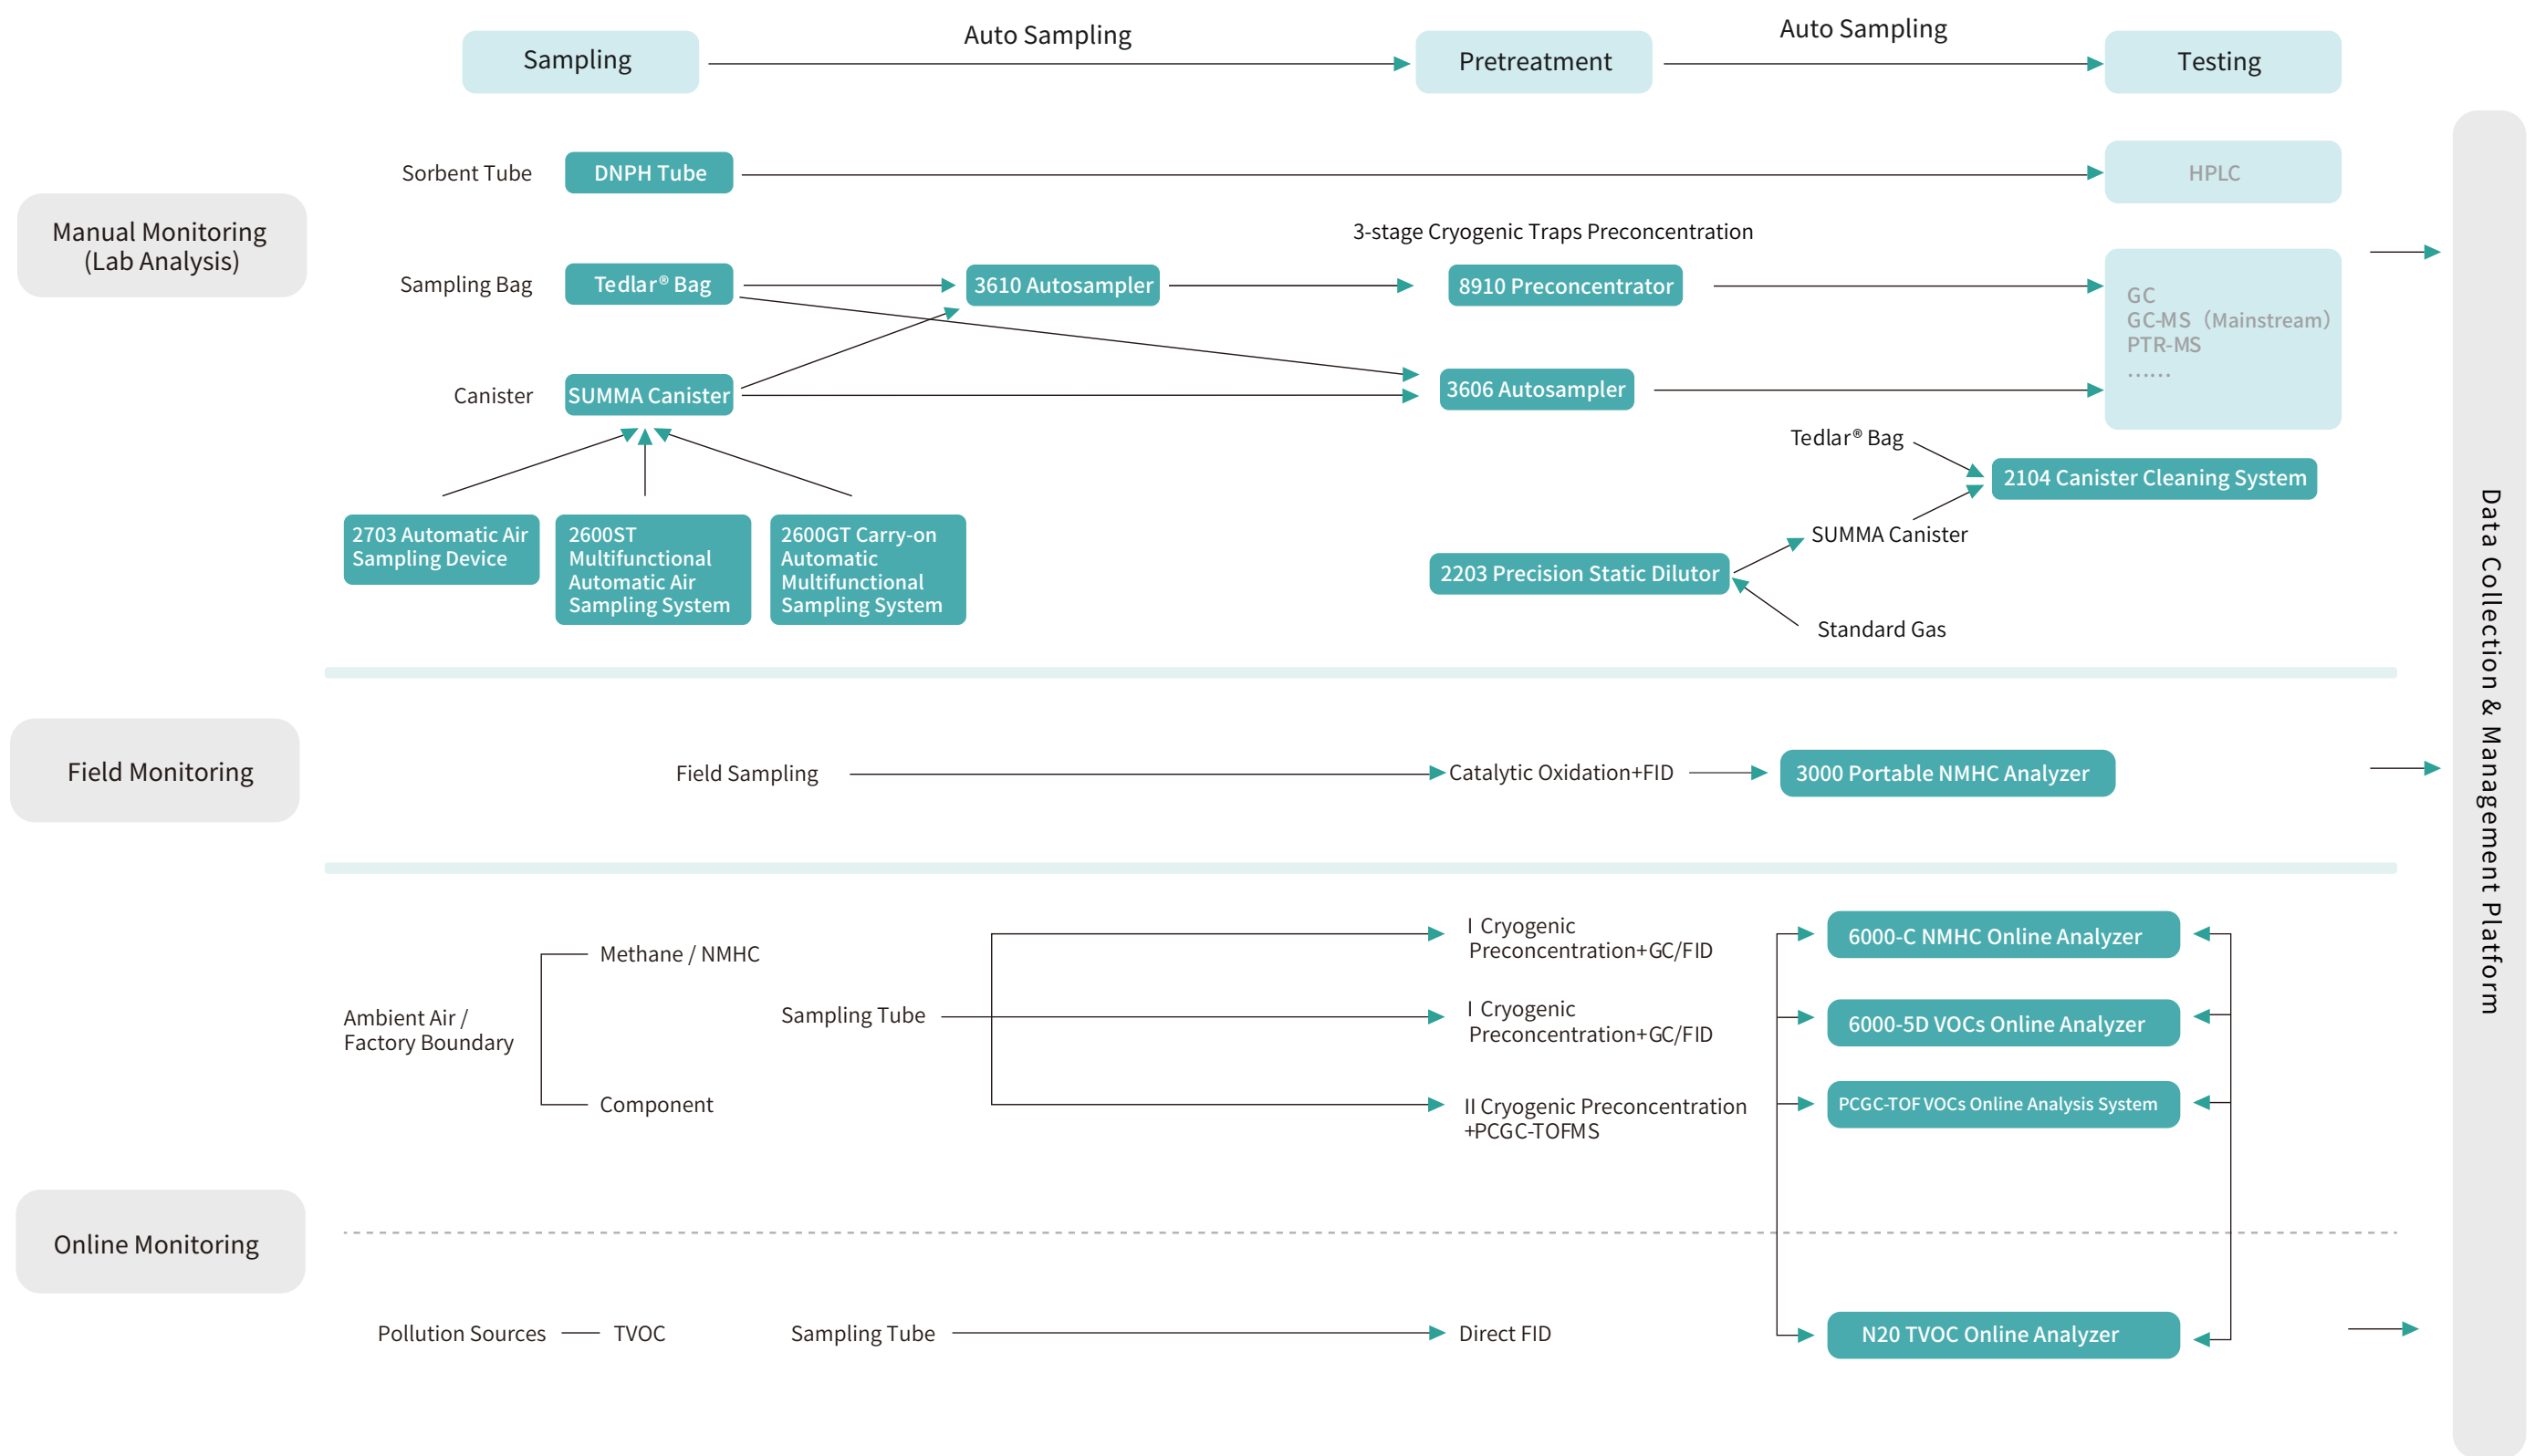 Sampling
Auto Sampling
Pretreatment
Auto Sampling
Testing
Manual Monitoring
(Lab Analysis)
Sorbent Tube
DNPH Tube
HPLC
3-stage Cryogenic Traps Preconcentration
Sampling Bag
Tedlar® Bag
3610 Autosampler
8910 Preconcentrator
GC
GC-MS（Mainstream）
PTR-MS
……
Canister
SUMMA Canister
3606 Autosampler
2703 Automatic Air
Sampling Device
2600ST
Multifunctional
Automatic Air
Sampling System
2600GT Carry-on
Automatic
Multifunctional
Sampling System
Tedlar® Bag
2104 Canister Cleaning System
SUMMA Canister
2203 Precision Static Dilutor
Standard Gas
Field Monitoring
Field Sampling
Catalytic Oxidation+FID
3000 Portable NMHC Analyzer
Online Monitoring
Ambient Air /
Factory Boundary
Methane / NMHC
Component
Sampling Tube
I Cryogenic
Preconcentration+GC/FID
I Cryogenic
Preconcentration+GC/FID
II Cryogenic Preconcentration
+PCGC-TOFMS
6000-C NMHC Online Analyzer
6000-5D VOCs Online Analyzer
PCGC-TOF VOCs Online Analysis System
Pollution Sources
TVOC
Sampling Tube
Direct FID
N20 TVOC Online Analyzer
Data Collection & Management Platform